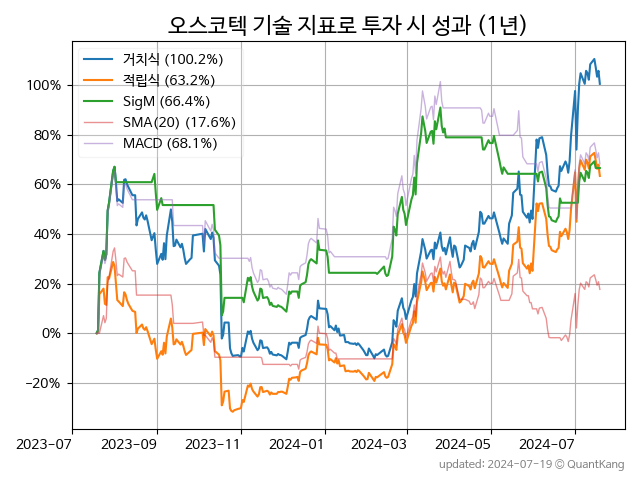 오스코텍 기술 지표로 투자 시 성과 (1년)
거치식 (100.2%)
적립식 (63.2%)
SigM (66.4%)
SMA(20) (17.6%)
MACD (68.1%)
100%
80%
60%
40%
20%
0%
−20%
2023-07 2023-09 2023-11 2024-01 2024-03 2024-05 2024-07
updated: 2024-07-19 © QuantKang